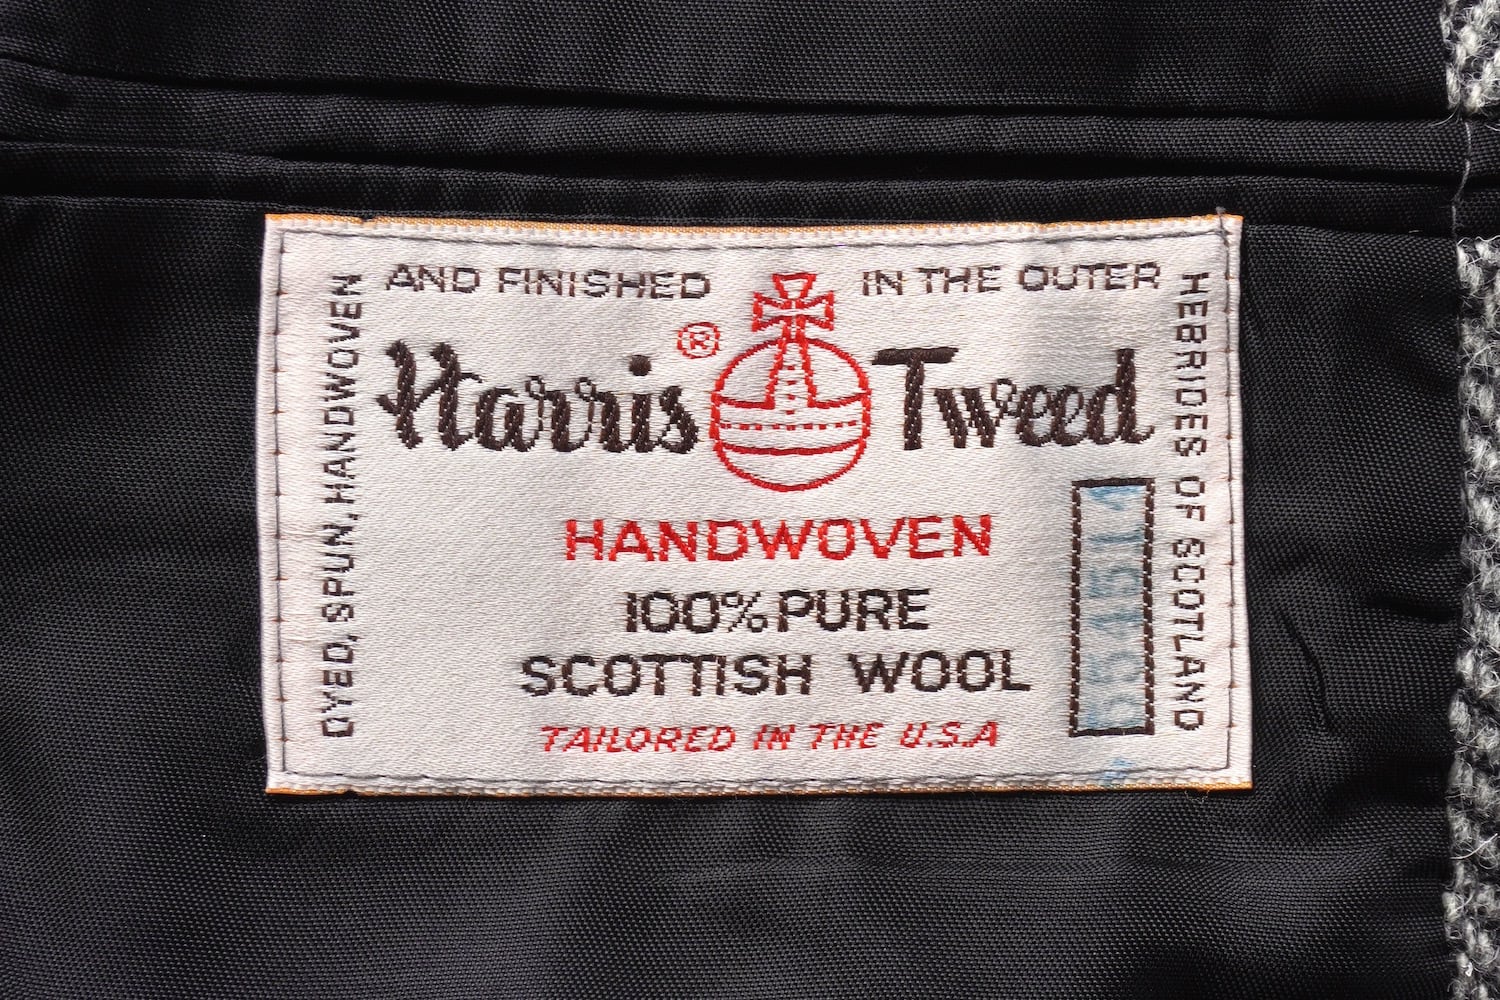 DYED, SPUN, HANDWOVEN
AND FINISHED IN THE OUTER
HEBRIDES OF SCOTLAND
Harris ® Tweed
HANDWOVEN
100% PURE
SCOTTISH WOOL
TAILORED IN THE U.S.A